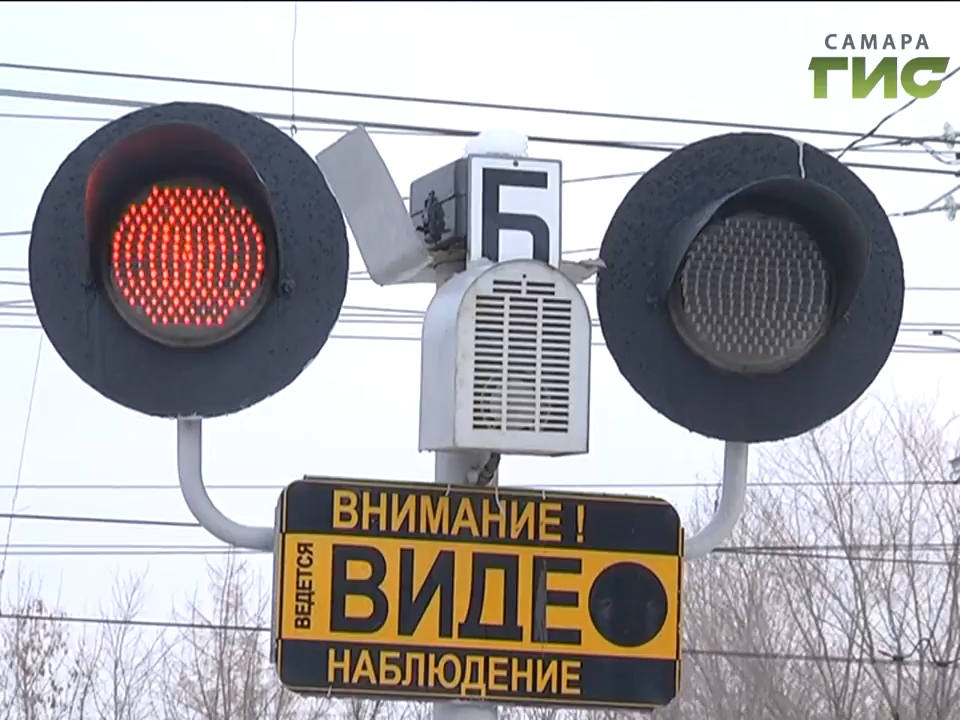 САМАРА
ГИС
Б
ВНИМАНИЕ !
ВЕДЕТСЯ
ВИДЕО
НАБЛЮДЕНИЕ